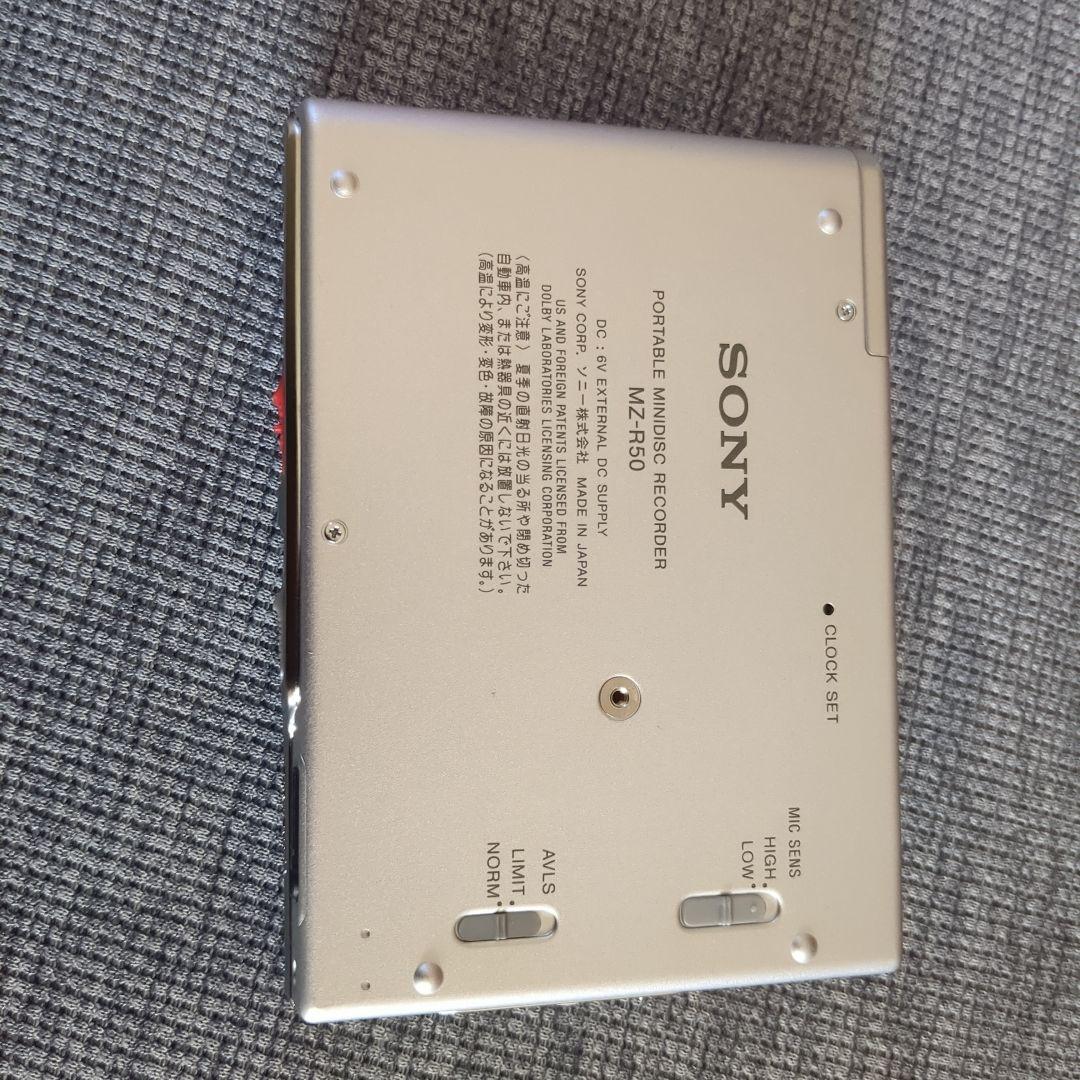 SONY
PORTABLE MINIDISC RECORDER
MZ-R50
DC : 6V EXTERNAL DC SUPPLY
SONY CORP. ソニー株式会社 MADE IN JAPAN
US AND FOREIGN PATENTS LICENSED FROM
DOLBY LABORATORIES LICENSING CORPORATION
〈高温にご注意〉夏季の直射日光の当る所や閉め切った
自動車内、または熱器具の近くには放置しないで下さい。
(高温により変形・変色・故障の原因になることがあります。)
CLOCK SET
MIC SENS
HIGH
LOW
AVLS
LIMIT
NORM